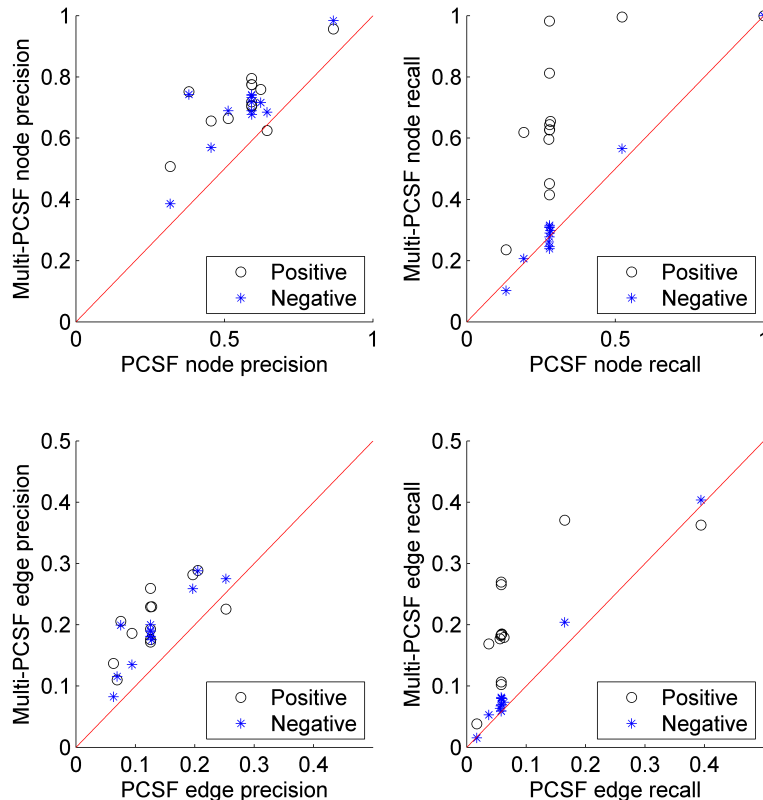 Multi-PCSF node precision
1
0.8
0.6
0.4
0.2
0
0
0.5
1
PCSF node precision
Positive
Negative
Multi-PCSF node recall
1
0.8
0.6
0.4
0.2
0
0
0.5
1
PCSF node recall
Positive
Negative
Multi-PCSF edge precision
0.5
0.4
0.3
0.2
0.1
0
0
0.1
0.2
0.3
0.4
PCSF edge precision
Positive
Negative
Multi-PCSF edge recall
0.5
0.4
0.3
0.2
0.1
0
0
0.1
0.2
0.3
0.4
PCSF edge recall
Positive
Negative